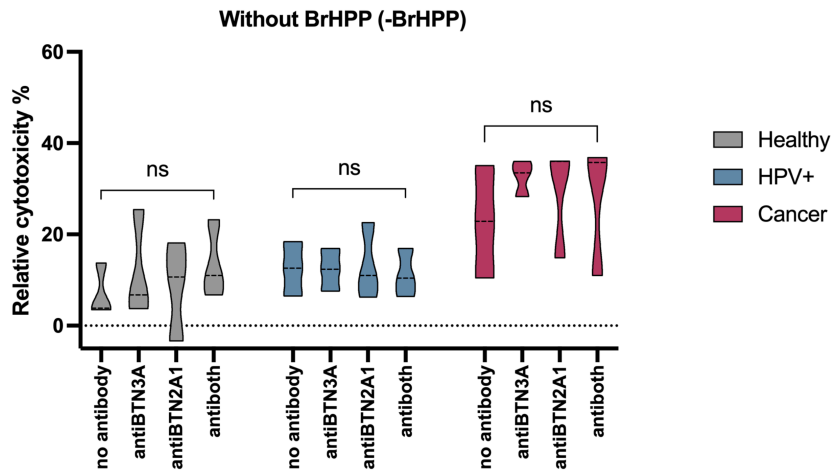 Without BrHPP (-BrHPP)
Relative cytotoxicity %
60
40
20
0
ns
ns
ns
no antibody
antiBTN3A
antiBTN2A1
antiboth
no antibody
antiBTN3A
antiBTN2A1
antiboth
no antibody
antiBTN3A
antiBTN2A1
antiboth
Healthy
HPV+
Cancer